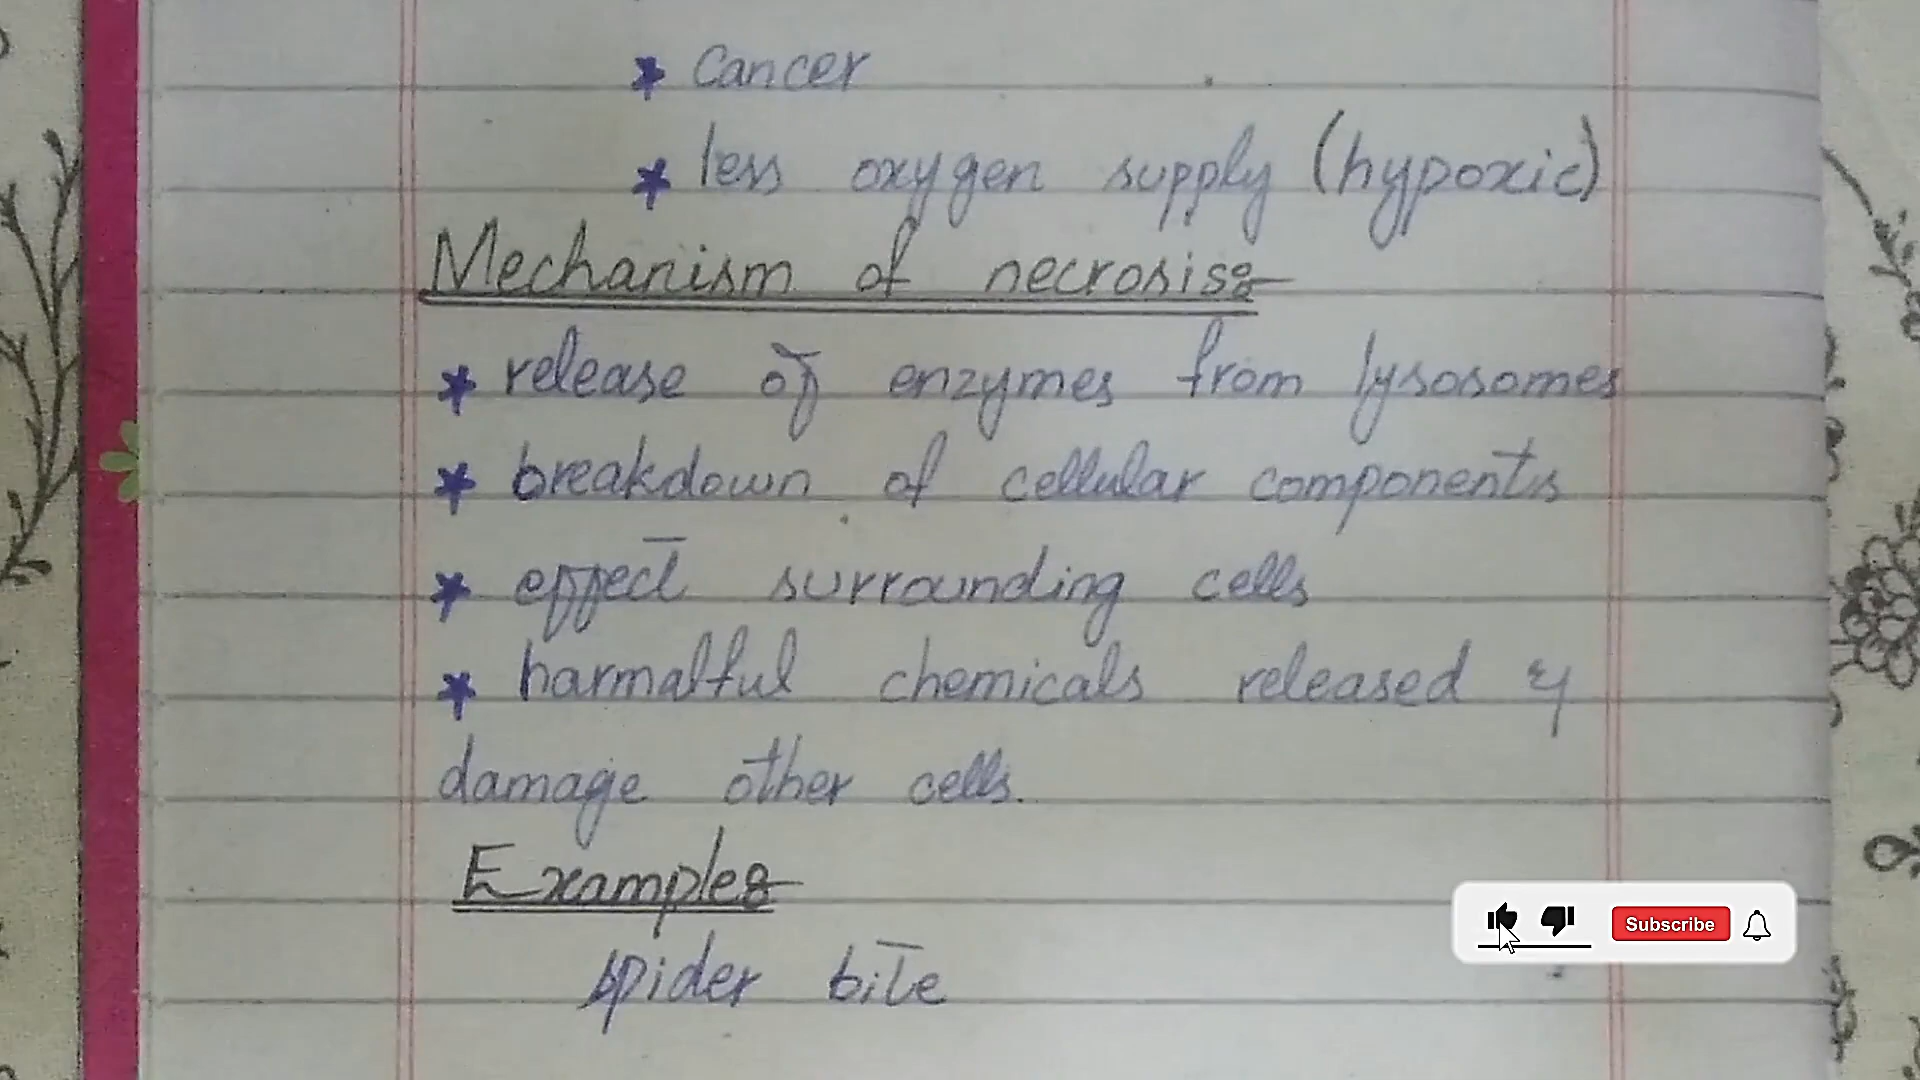 * Cancer
* less oxygen supply (hypoxic)
Mechanism of necrosis:-
* release of enzymes from lysosomes
* breakdown of cellular components
* effect surrounding cells
* harmalful chemicals released &
damage other cells.
Example:-
spider bite
Subscribe